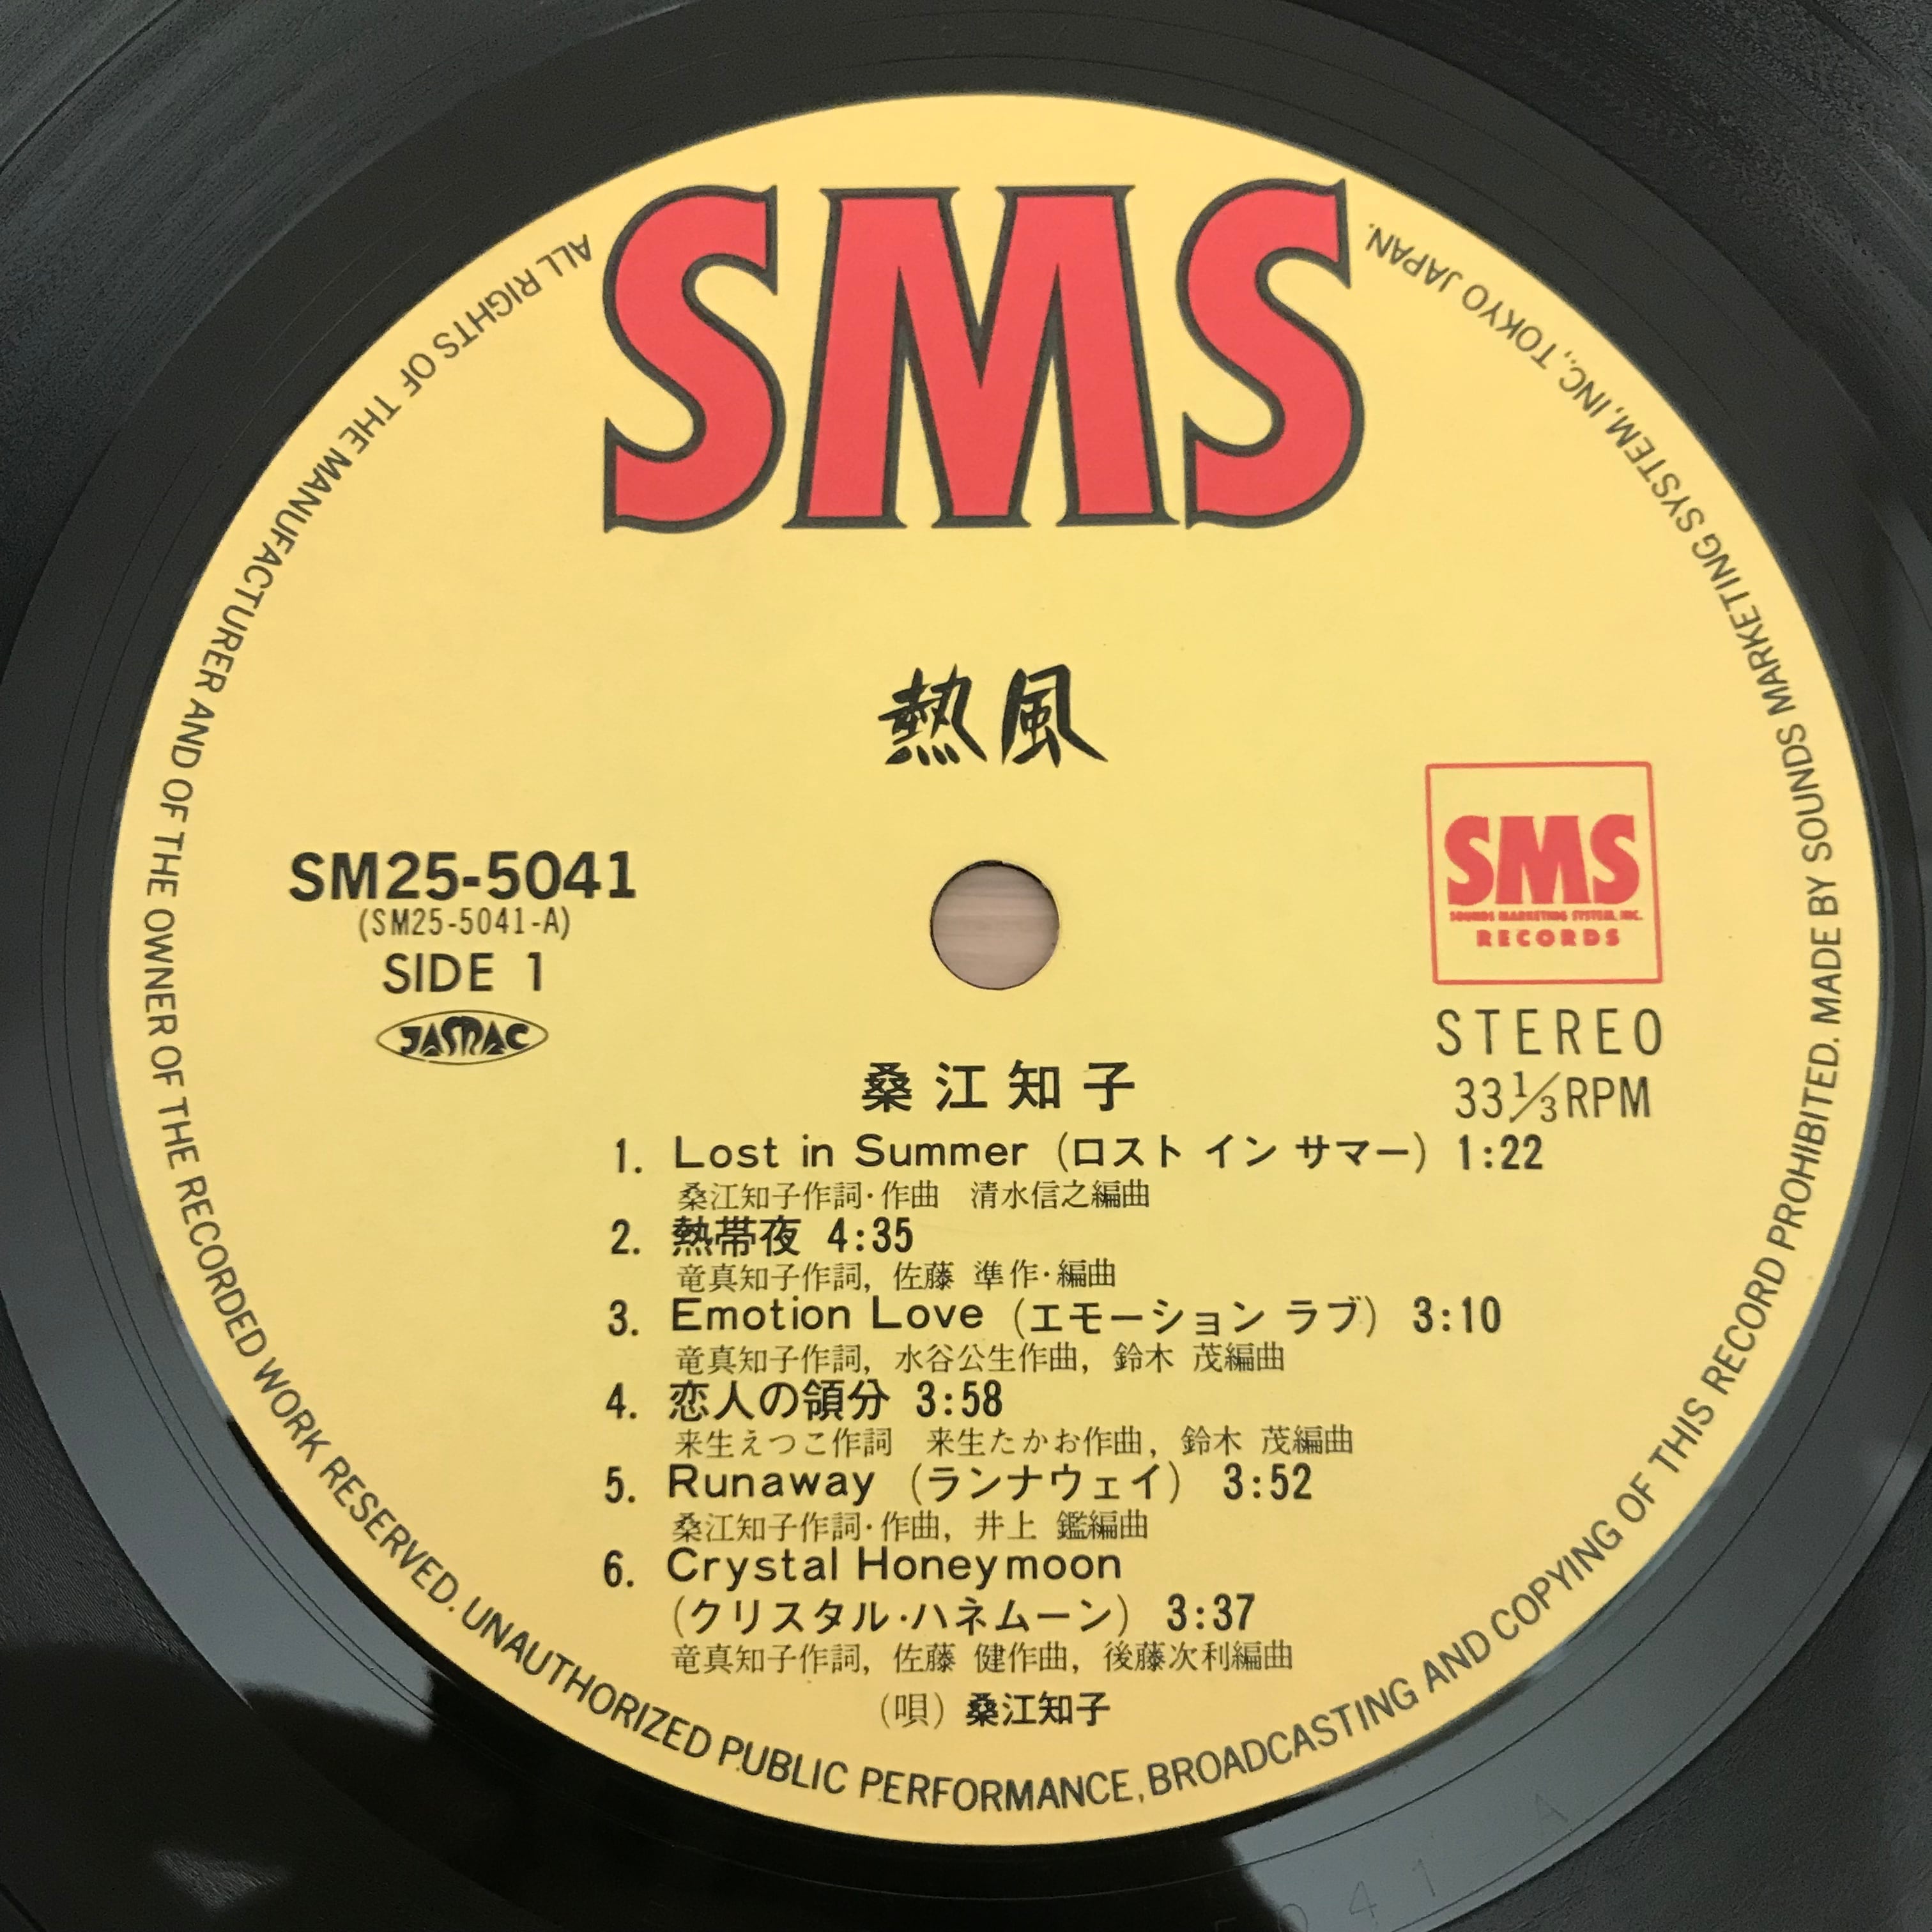 SMS
ALL RIGHTS OF THE MANUFACTURER AND OF THE OWNER OF THE RECORDED WORK RESERVED. UNAUTHORIZED PUBLIC PERFORMANCE, BROADCASTING AND COPYING OF THIS RECORD PROHIBITED. MADE BY SOUNDS MARKETING SYSTEM, INC., TOKYO JAPAN.
熱風
SM25-5041
(SM25-5041-A)
SIDE 1
JASRAC
SMS
SOUNDS MARKETING SYSTEM, INC.
RECORDS
STEREO
33 1/3 RPM
桑江知子
1. Lost in Summer (ロスト イン サマー) 1:22
桑江知子作詞・作曲 清水信之編曲
2. 熱帯夜 4:35
竜真知子作詞, 佐藤 準作・編曲
3. Emotion Love (エモーション ラブ) 3:10
竜真知子作詞, 水谷公生作曲, 鈴木 茂編曲
4. 恋人の領分 3:58
来生えつこ作詞 来生たかお作曲, 鈴木 茂編曲
5. Runaway (ランナウェイ) 3:52
桑江知子作詞・作曲, 井上 鑑編曲
6. Crystal Honeymoon
(クリスタル・ハネムーン) 3:37
竜真知子作詞, 佐藤 健作曲, 後藤次利編曲
(唄) 桑江知子
5041 A